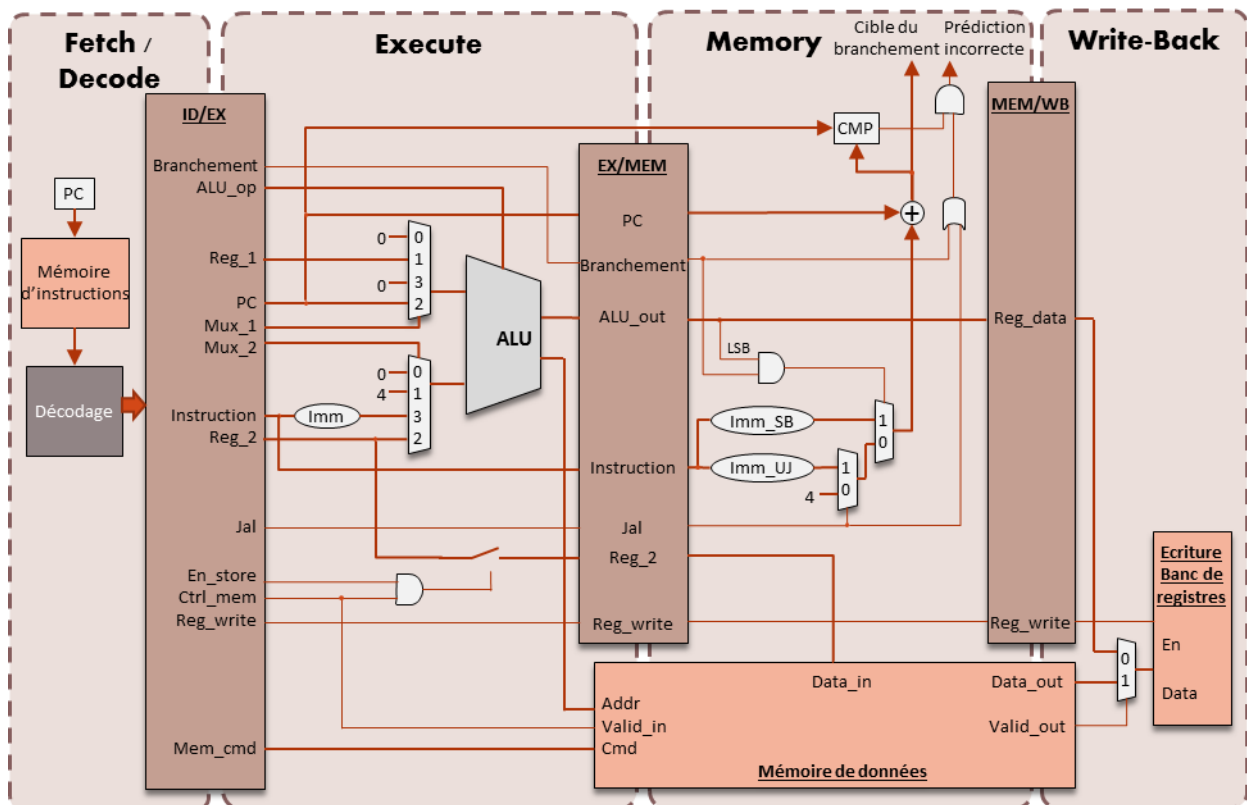 Fetch /
Decode
Execute
Memory
Write-Back
Cible du
branchement
Prédiction
incorrecte
ID/EX
EX/MEM
MEM/WB
CMP
Branchement
ALU_op
PC
Mémoire
d'instructions
Décodage
Reg_1
PC
Mux_1
Mux_2
Instruction
Reg_2
Jal
En_store
Ctrl_mem
Reg_write
Mem_cmd
0
0
1
3
2
0
0
4
0
1
3
2
Imm
ALU
PC
Branchement
ALU_out
Instruction
Jal
Reg_2
Reg_write
+
LSB
Imm_SB
Imm_UJ
4
1
0
1
0
Reg_data
Reg_write
Ecriture
Banc de
registres
En
Data
0
1
Addr
Valid_in
Cmd
Data_in
Data_out
Valid_out
Mémoire de données